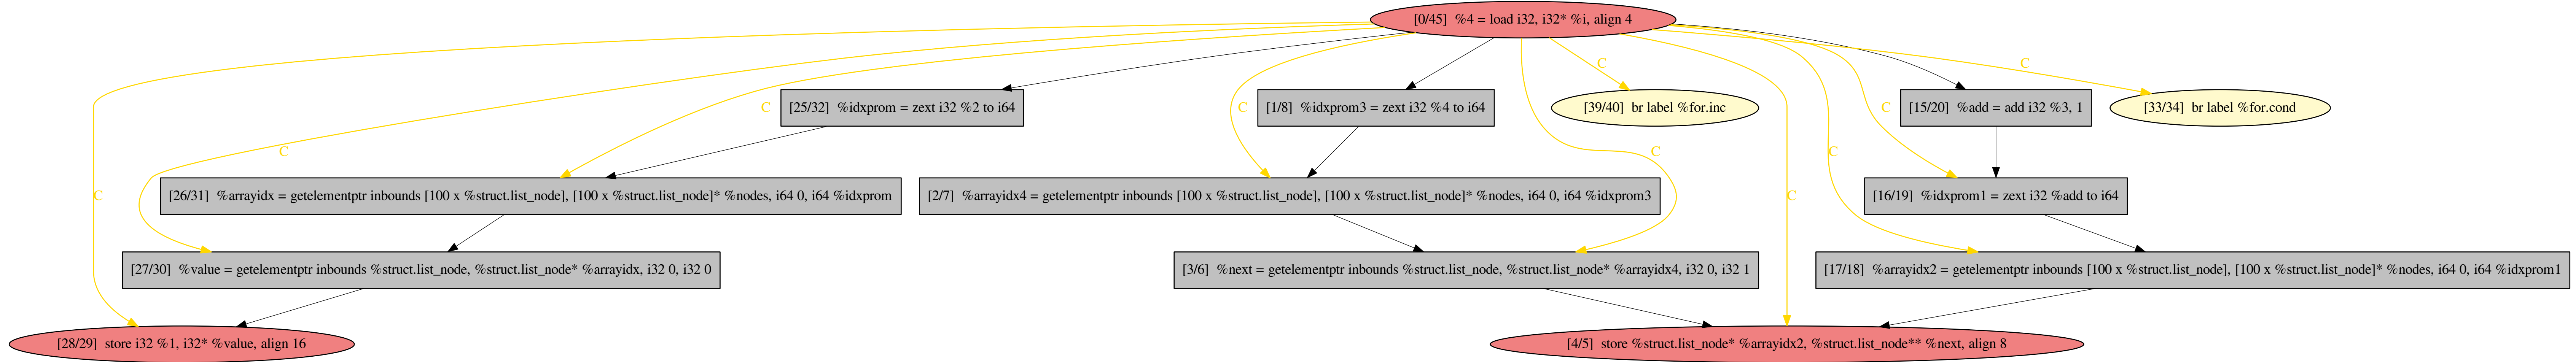 [0/45] %4 = load i32, i32* %i, align 4
C
C
[25/32] %idxprom = zext i32 %2 to i64
C
C
[1/8] %idxprom3 = zext i32 %4 to i64
[39/40] br label %for.inc
C
[15/20] %add = add i32 %3, 1
[33/34] br label %for.cond
C
C
C
[26/31] %arrayidx = getelementptr inbounds [100 x %struct.list_node], [100 x %struct.list_node]* %nodes, i64 0, i64 %idxprom
C
[2/7] %arrayidx4 = getelementptr inbounds [100 x %struct.list_node], [100 x %struct.list_node]* %nodes, i64 0, i64 %idxprom3
C
[16/19] %idxprom1 = zext i32 %add to i64
[27/30] %value = getelementptr inbounds %struct.list_node, %struct.list_node* %arrayidx, i32 0, i32 0
[3/6] %next = getelementptr inbounds %struct.list_node, %struct.list_node* %arrayidx4, i32 0, i32 1
[17/18] %arrayidx2 = getelementptr inbounds [100 x %struct.list_node], [100 x %struct.list_node]* %nodes, i64 0, i64 %idxprom1
[28/29] store i32 %1, i32* %value, align 16
[4/5] store %struct.list_node* %arrayidx2, %struct.list_node** %next, align 8